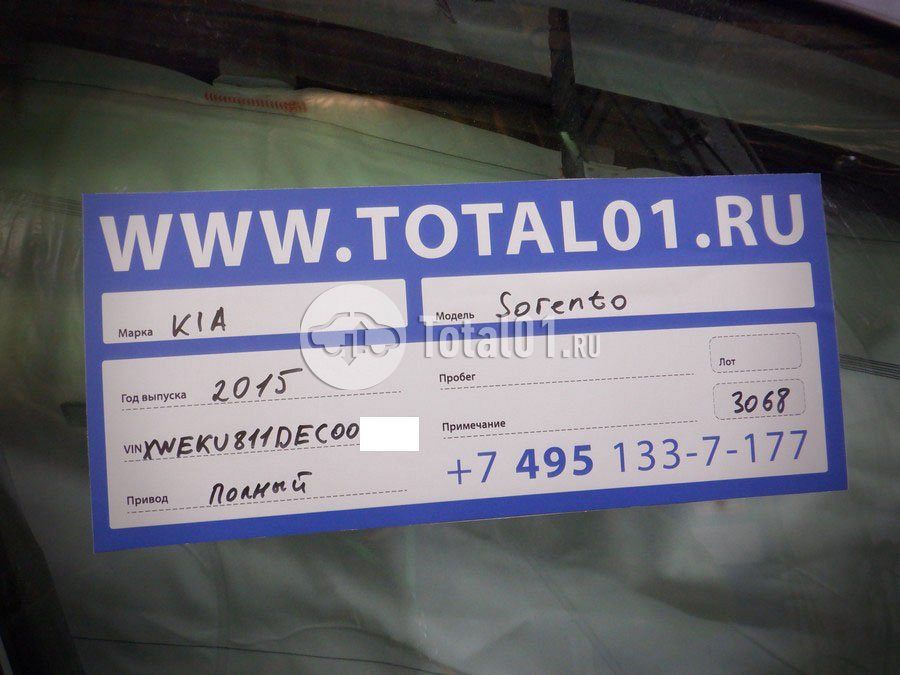 WWW.TOTAL01.RU
Марка KIA
Модель Sorento
Total01.RU
Год выпуска 2015
Пробег
Лот
3068
VIN XWEKU811DEC00
Примечание
+7 495 133-7-177
Привод Полный